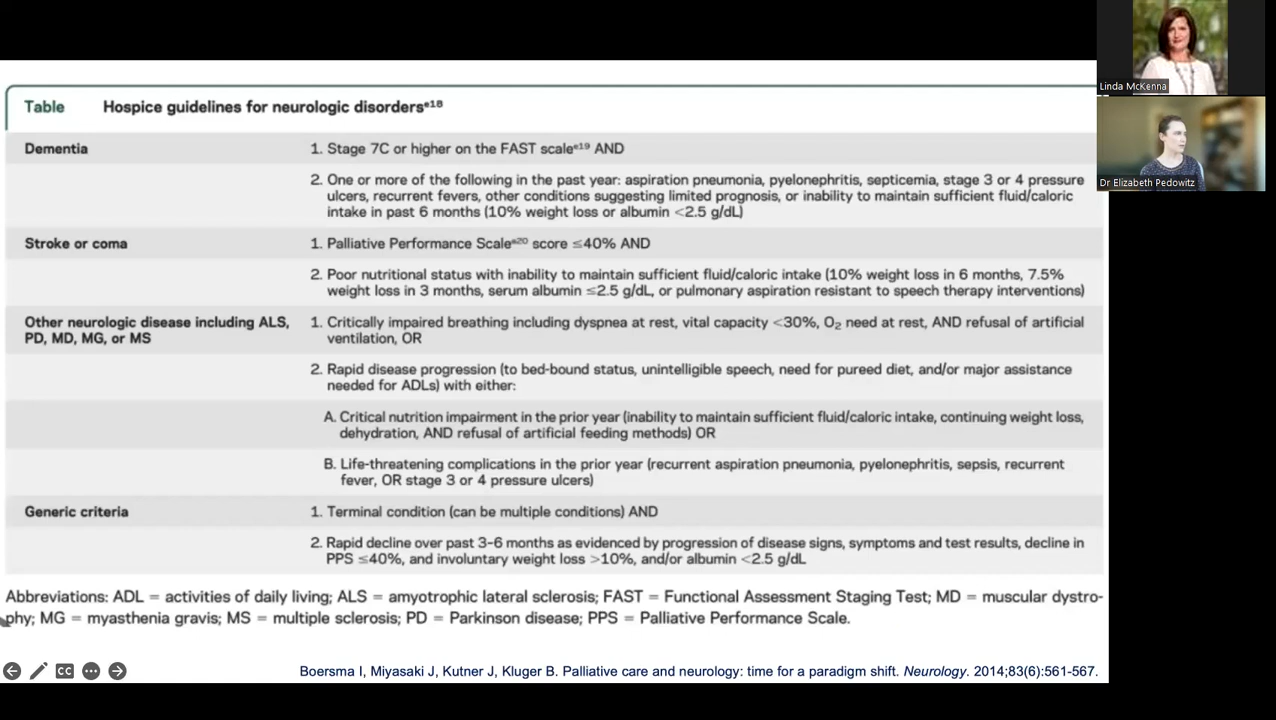 Linda McKenna
Dr Elizabeth Pedowitz
Table Hospice guidelines for neurologic disordersᵉ¹⁸
Dementia 1. Stage 7C or higher on the FAST scaleᵉ¹⁹ AND
2. One or more of the following in the past year: aspiration pneumonia, pyelonephritis, septicemia, stage 3 or 4 pressure
ulcers, recurrent fevers, other conditions suggesting limited prognosis, or inability to maintain sufficient fluid/caloric
intake in past 6 months (10% weight loss or albumin <2.5 g/dL)
Stroke or coma 1. Palliative Performance Scaleᵉ²⁰ score ≤40% AND
2. Poor nutritional status with inability to maintain sufficient fluid/caloric intake (10% weight loss in 6 months, 7.5%
weight loss in 3 months, serum albumin ≤2.5 g/dL, or pulmonary aspiration resistant to speech therapy interventions)
Other neurologic disease including ALS, 1. Critically impaired breathing including dyspnea at rest, vital capacity <30%, O₂ need at rest, AND refusal of artificial
PD, MD, MG, or MS ventilation, OR
2. Rapid disease progression (to bed-bound status, unintelligible speech, need for pureed diet, and/or major assistance
needed for ADLs) with either:
A. Critical nutrition impairment in the prior year (inability to maintain sufficient fluid/caloric intake, continuing weight loss,
dehydration, AND refusal of artificial feeding methods) OR
B. Life-threatening complications in the prior year (recurrent aspiration pneumonia, pyelonephritis, sepsis, recurrent
fever, OR stage 3 or 4 pressure ulcers)
Generic criteria 1. Terminal condition (can be multiple conditions) AND
2. Rapid decline over past 3–6 months as evidenced by progression of disease signs, symptoms and test results, decline in
PPS ≤40%, and involuntary weight loss >10%, and/or albumin <2.5 g/dL
Abbreviations: ADL = activities of daily living; ALS = amyotrophic lateral sclerosis; FAST = Functional Assessment Staging Test; MD = muscular dystro-
phy; MG = myasthenia gravis; MS = multiple sclerosis; PD = Parkinson disease; PPS = Palliative Performance Scale.
CC
Boersma I, Miyasaki J, Kutner J, Kluger B. Palliative care and neurology: time for a paradigm shift. Neurology. 2014;83(6):561-567.